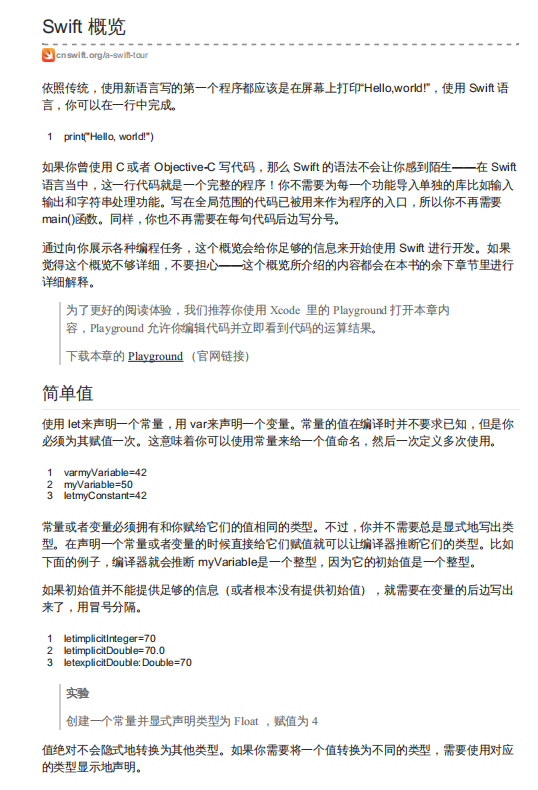 Swift 概览
cnswift.org/a-swift-tour
依照传统，使用新语言写的第一个程序都应该是在屏幕上打印“Hello,world!”，使用 Swift 语
言，你可以在一行中完成。
1 print("Hello, world!")
如果你曾使用 C 或者 Objective-C 写代码，那么 Swift 的语法不会让你感到陌生——在 Swift
语言当中，这一行代码就是一个完整的程序！你不需要为每一个功能导入单独的库比如输入
输出和字符串处理功能。写在全局范围的代码已被用来作为程序的入口，所以你不再需要
main()函数。同样，你也不再需要在每句代码后边写分号。
通过向你展示各种编程任务，这个概览会给你足够的信息来开始使用 Swift 进行开发。如果
觉得这个概览不够详细，不要担心——这个概览所介绍的内容都会在本书的余下章节里进行
详细解释。
为了更好的阅读体验，我们推荐你使用 Xcode 里的 Playground 打开本章内
容，Playground 允许你编辑代码并立即看到代码的运算结果。
下载本章的 Playground （官网链接）
简单值
使用 let来声明一个常量，用 var来声明一个变量。常量的值在编译时并不要求已知，但是你
必须为其赋值一次。这意味着你可以使用常量来给一个值命名，然后一次定义多次使用。
1 varmyVariable=42
2 myVariable=50
3 letmyConstant=42
常量或者变量必须拥有和你赋给它们的值相同的类型。不过，你并不需要总是显式地写出类
型。在声明一个常量或者变量的时候直接给它们赋值就可以让编译器推断它们的类型。比如
下面的例子，编译器就会推断 myVariable是一个整型，因为它的初始值是一个整型。
如果初始值并不能提供足够的信息（或者根本没有提供初始值），就需要在变量的后边写出
来了，用冒号分隔。
1 letimplicitInteger=70
2 letimplicitDouble=70.0
3 letexplicitDouble:Double=70
实验
创建一个常量并显式声明类型为 Float ，赋值为 4
值绝对不会隐式地转换为其他类型。如果你需要将一个值转换为不同的类型，需要使用对应
的类型显示地声明。